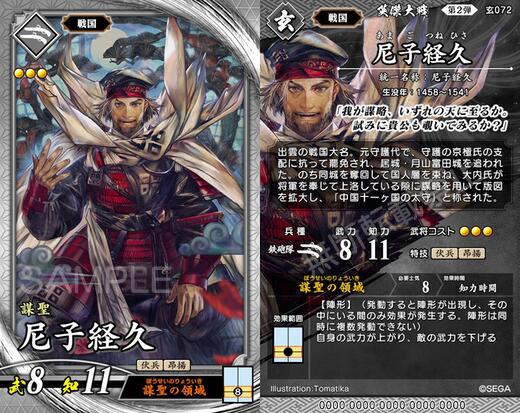 戦国
SAMPLE
謀聖
尼子経久
伏兵 昂揚
武8 知11
ぼうせいのりょういき
謀聖の領域
8
玄
戦国
英傑大戦
第2弾
玄072
あまご つねひさ
尼子経久
統一名称:尼子経久
生没年:1458~1541
「我が謀略、いずれの天に至るか。
試みに貴公も覗いてみるか?」
出雲の戦国大名。元守護代で、守護の京極氏の支
配に抗って罷免され、居城・月山富田城を追われ
た。のち同城を奪回して国人層を束ね、大内氏が
将軍を奉じて上洛している隙に謀略を用いて版図
を拡大し、「中国十一ヶ国の太守」と称された。
兵種 武力 知力 武将コスト
鉄砲隊 8 11 特技 伏兵 昂揚
ぼうせいのりょういき 必要士気 効果時間
謀聖の領域 8 知力時間
効果範囲
【陣形】(発動すると陣形が出現し、その
中にいる間のみ効果が発生する。陣形は同
時に複数発動できない)
自身の武力が上がり、敵の武力を下げる
Illustration:Tomatika
©SEGA
0000 0000 0000 0000 0000